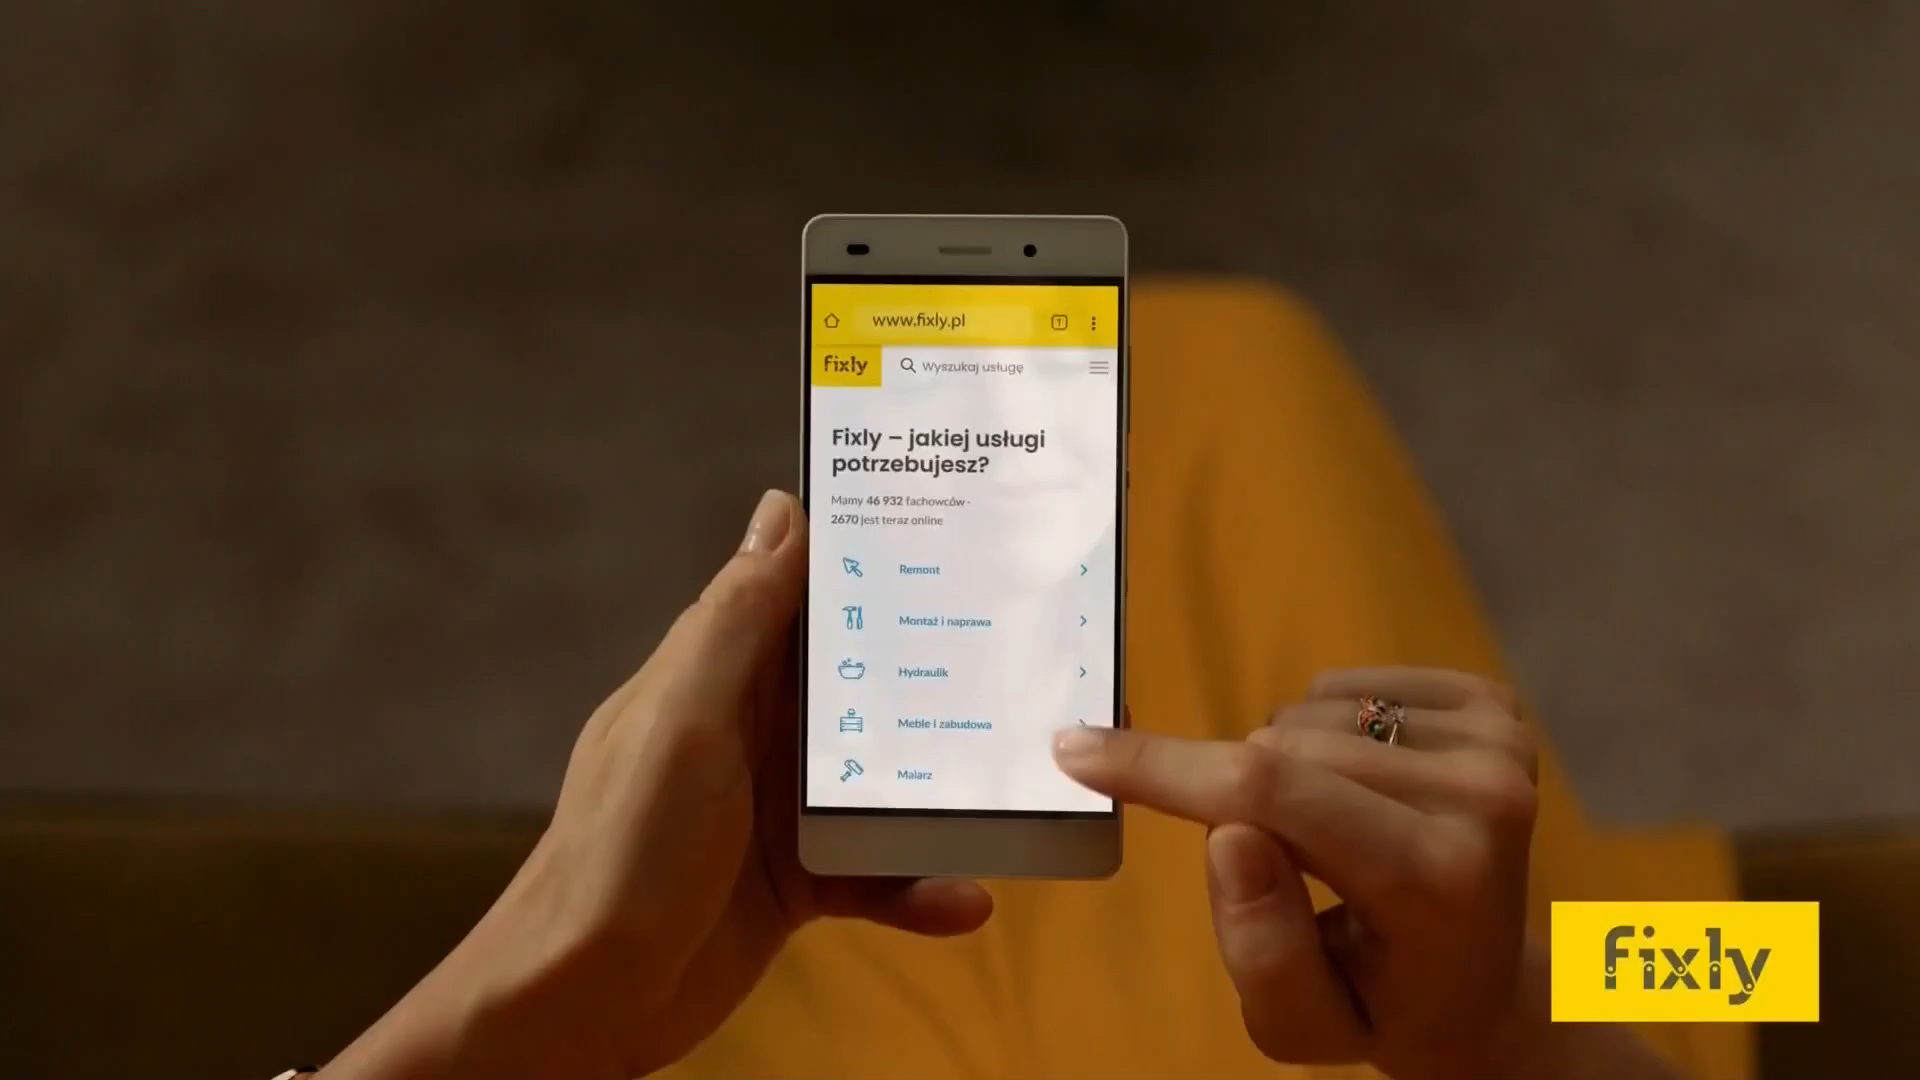 www.fixly.pl
fixly
Wyszukaj usługę
Fixly – jakiej usługi
potrzebujesz?
Mamy 46 932 fachowców -
2670 jest teraz online
Remont
Montaż i naprawa
Hydraulik
Meble i zabudowa
Malarz
fixly